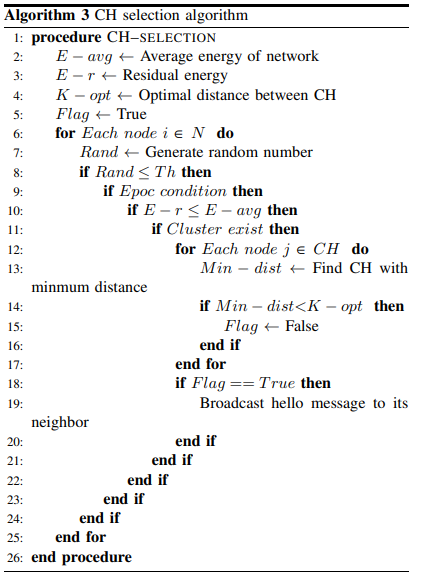 Algorithm 3 CH selection algorithm
1: procedure CH–SELECTION
2: E − avg ← Average energy of network
3: E − r ← Residual energy
4: K − opt ← Optimal distance between CH
5: Flag ← True
6: for Each node i ∈ N do
7: Rand ← Generate random number
8: if Rand ≤ Th then
9: if Epoc condition then
10: if E − r ≤ E − avg then
11: if Cluster exist then
12: for Each node j ∈ CH do
13: Min − dist ← Find CH with
minmum distance
14: if Min − dist<K − opt then
15: Flag ← False
16: end if
17: end for
18: if Flag == True then
19: Broadcast hello message to its
neighbor
20: end if
21: end if
22: end if
23: end if
24: end if
25: end for
26: end procedure